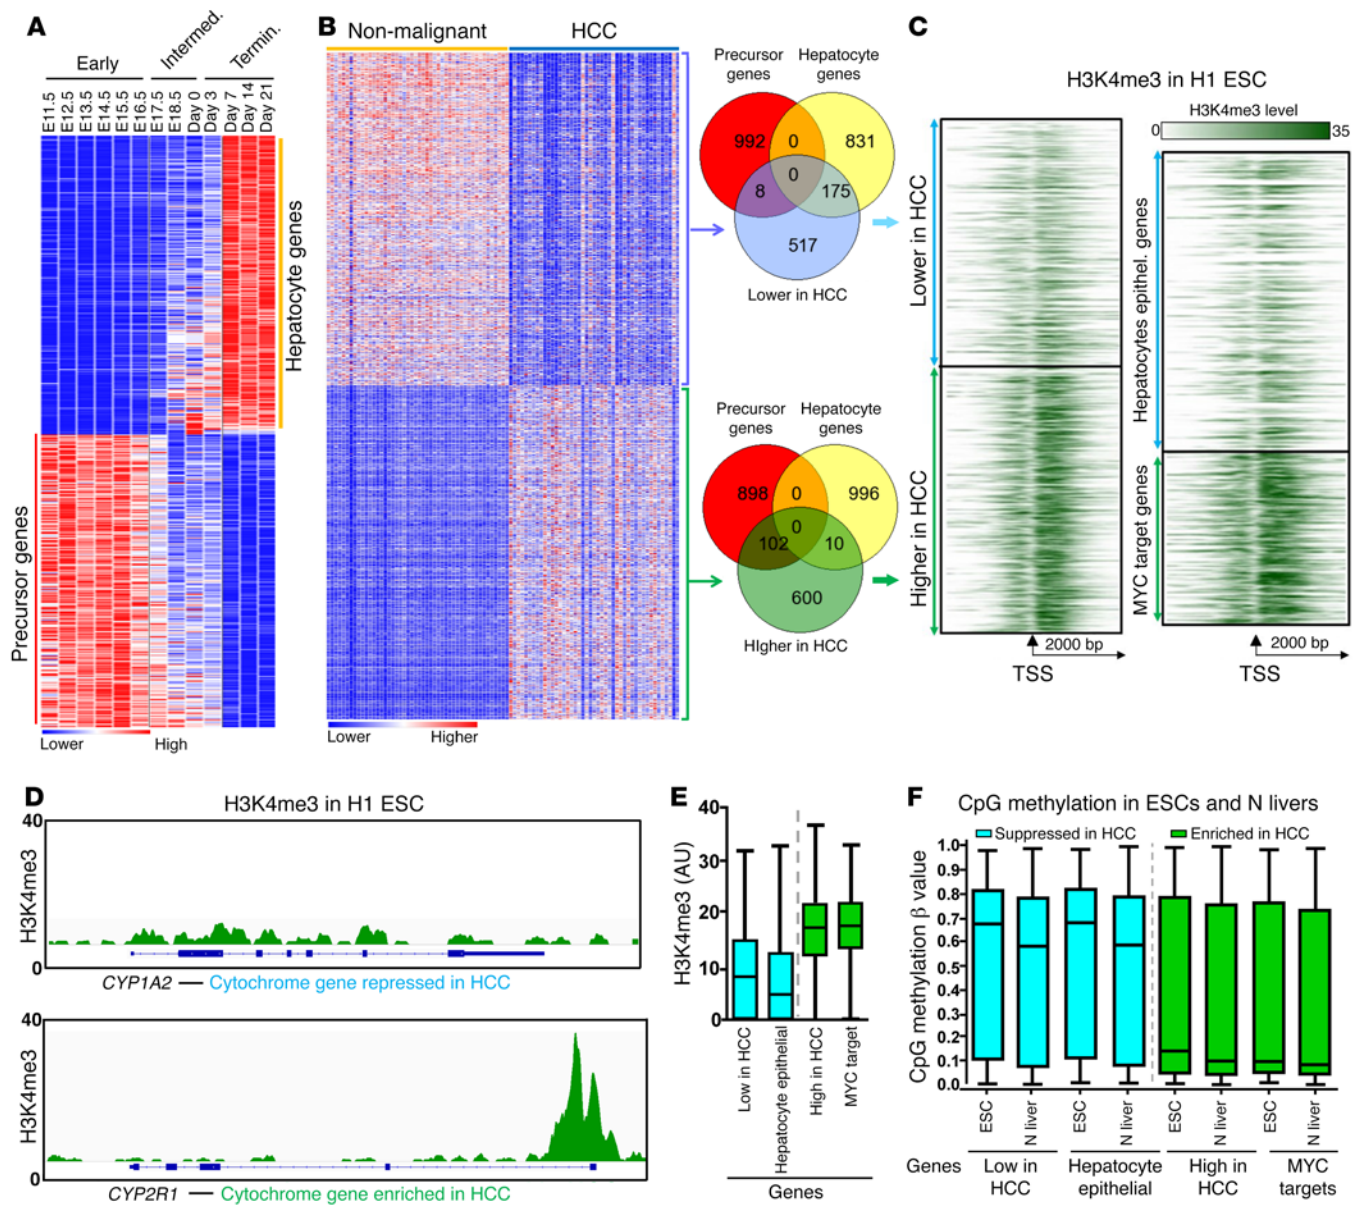 A
Early
Intermed.
Termin.
E11.5
E12.5
E13.5
E14.5
E15.5
E16.5
E17.5
E18.5
Day 0
Day 3
Day 7
Day 14
Day 21
Hepatocyte genes
Precursor genes
Lower
High
B
Non-malignant
HCC
Lower
Higher
Precursor genes
Hepatocyte genes
992
0
831
0
8
175
517
Lower in HCC
Precursor genes
Hepatocyte genes
898
0
996
0
102
10
600
HIgher in HCC
C
H3K4me3 in H1 ESC
H3K4me3 level
0
35
Lower in HCC
Higher in HCC
Hepatocytes epithel. genes
MYC target genes
2000 bp
TSS
2000 bp
TSS
D
H3K4me3 in H1 ESC
40
H3K4me3
0
CYP1A2 — Cytochrome gene repressed in HCC
40
H3K4me3
0
CYP2R1 — Cytochrome gene enriched in HCC
E
40
30
20
10
0
H3K4me3 (AU)
Low in HCC
Hepatocyte epithelial
High in HCC
MYC target
Genes
F
CpG methylation in ESCs and N livers
Suppressed in HCC
Enriched in HCC
CpG methylation β value
1.0
0.9
0.8
0.7
0.6
0.5
0.4
0.3
0.2
0.1
0.0
ESC
N liver
ESC
N liver
ESC
N liver
ESC
N liver
Genes
Low in HCC
Hepatocyte epithelial
High in HCC
MYC targets